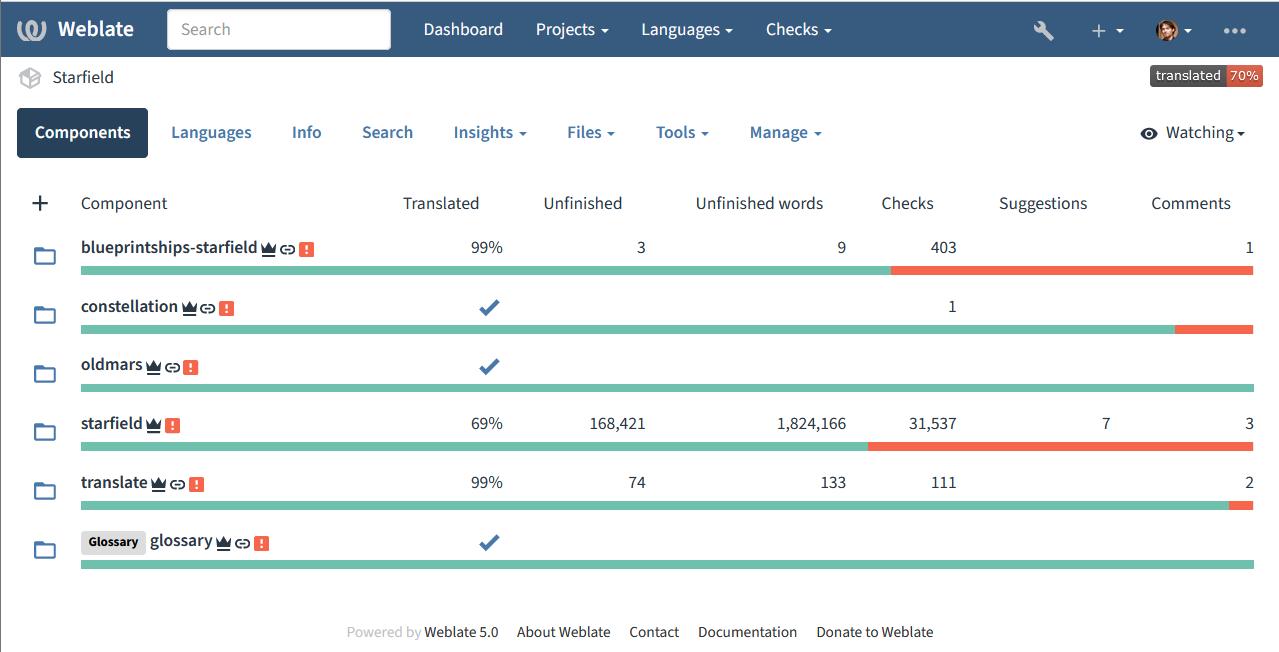 Weblate Search Dashboard Projects Languages Checks
Starfield translated 70%
Components Languages Info Search Insights Files Tools Manage Watching
Component Translated Unfinished Unfinished words Checks Suggestions Comments
blueprintships-starfield 99% 3 9 403 1
constellation 1
oldmars
starfield 69% 168,421 1,824,166 31,537 7 3
translate 99% 74 133 111 2
Glossary glossary
Powered by Weblate 5.0 About Weblate Contact Documentation Donate to Weblate